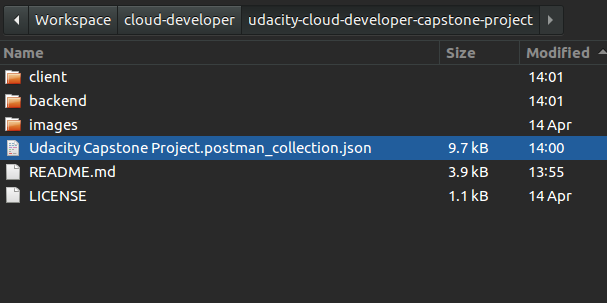 Workspace cloud-developer udacity-cloud-developer-capstone-project
Name Size Modified
client 14:01
backend 14:01
images 14 Apr
Udacity Capstone Project.postman_collection.json 9.7 kB 14:00
README.md 3.9 kB 13:55
LICENSE 1.1 kB 14 Apr